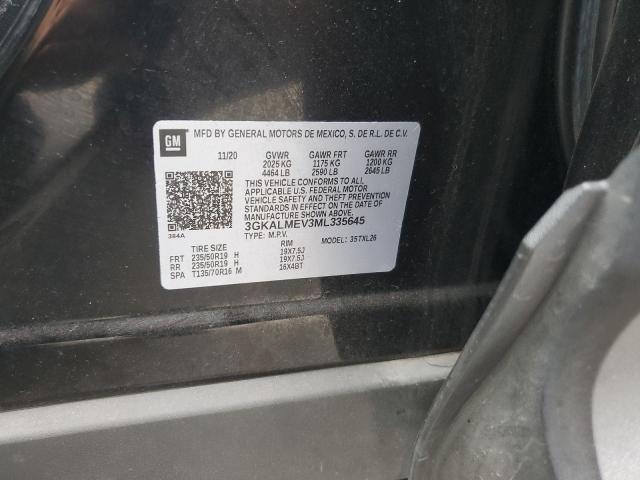 GM
MFD BY GENERAL MOTORS DE MEXICO, S. DE R.L. DE C.V.
11/20 GVWR GAWR FRT GAWR RR
2025 KG 1175 KG 1200 KG
4464 LB 2590 LB 2645 LB
THIS VEHICLE CONFORMS TO ALL
APPLICABLE U.S. FEDERAL MOTOR
VEHICLE SAFETY AND THEFT
PREVENTION STANDARDS IN EFFECT
ON THE DATE OF
MANUFACTURE SHOWN ABOVE.
3GKALMEV3ML335645
TYPE: M.P.V. MODEL: 35TXL26
384A
TIRE SIZE RIM
FRT 235/50R19 H 19X7.5J
RR 235/50R19 H 19X7.5J
SPA T135/70R16 M 16X4BT